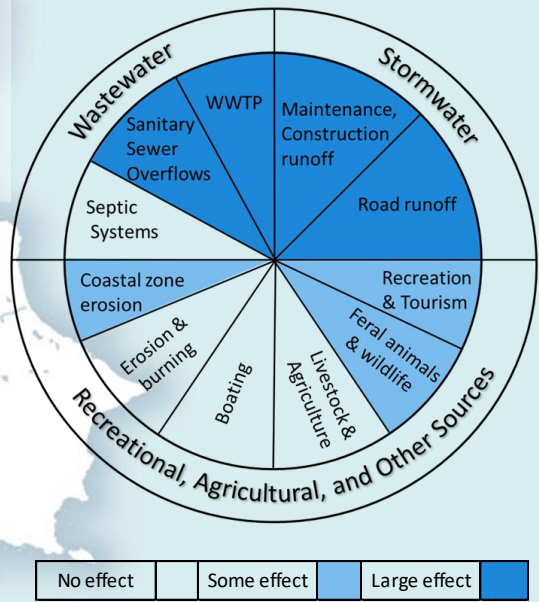 Wastewater
Stormwater
WWTP
Maintenance,
Construction
runoff
Sanitary
Sewer
Overflows
Road runoff
Septic
Systems
Coastal zone
erosion
Recreation
& Tourism
Feral animals
& wildlife
Erosion &
burning
Boating
Livestock &
Agriculture
Recreational, Agricultural, and Other Sources
No effect
Some effect
Large effect